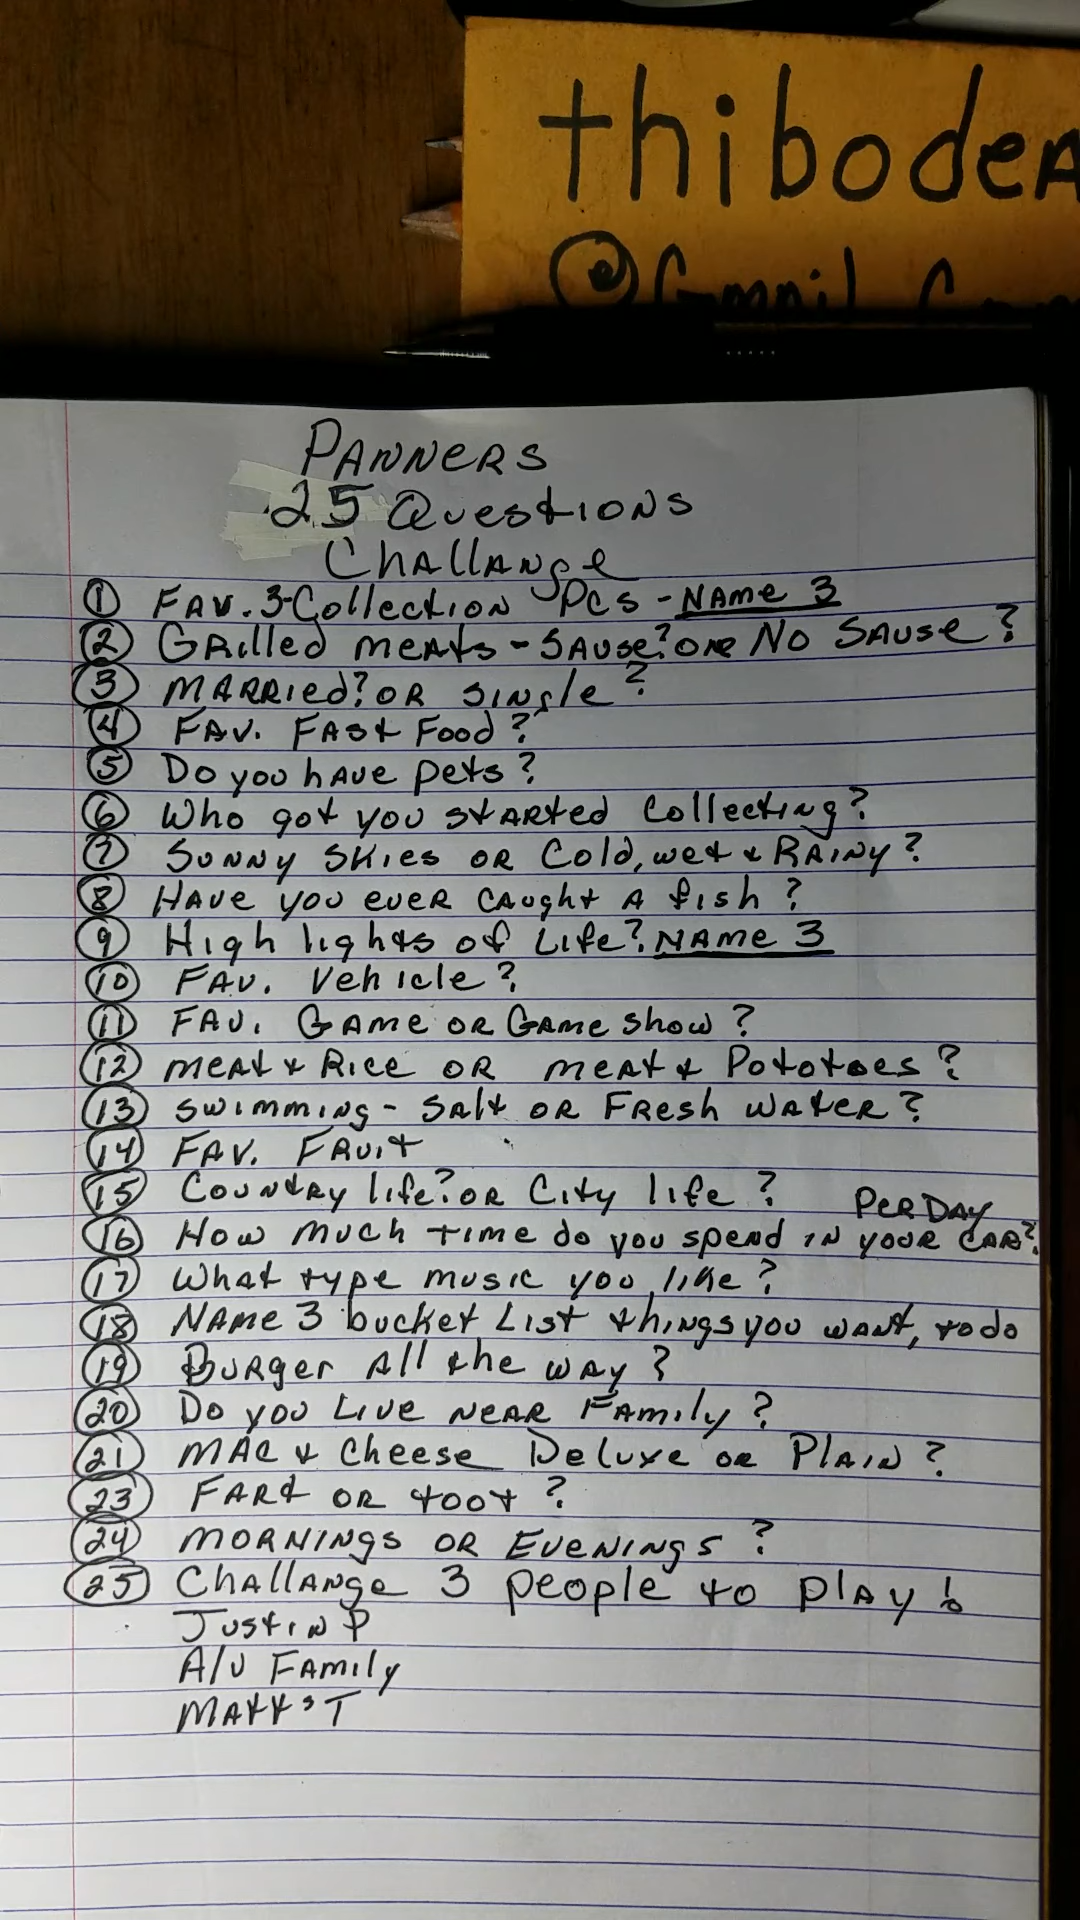 thibodeA
@Gmail.Com
PANNERS
25 Questions
Challange
① FAV. 3-Collection Pcs - NAME 3
② GRilled meats - SAUSE? ORe No SAUSE?
③ MARRIED? OR SINgle?
④ FAV. FASt Food?
⑤ Do you hAVE pets?
⑥ Who got you stARted Collecting?
⑦ SUNNY SKIES OR Cold, wet & RAINY?
⑧ HAVE you eveR CAught A fish?
⑨ High lights of Life? NAME 3
⑩ FAV. Vehicle?
⑪ FAV. GAME OR GAME Show?
⑫ MEAt & RICE OR MEAt & Pototoes?
⑬ SWIMMINg - SAlt OR FResh WAteR?
⑭ FAV. FRUIt
⑮ COUNtRy life? OR City life?
PER DAY
⑯ How Much time do you spend IN YOUR CAR?
⑰ What type music you like?
⑱ NAME 3 bucket List things you WANt, to do
⑲ BURger All the WAY?
⑳ Do you LIVE NEAR FAMily?
㉑ MAC & Cheese Deluxe OR PlAIN?
㉓ FARt OR toot?
㉔ MORNINgs OR EVENINgs?
㉕ ChAllANge 3 people to plAy!
JustIN P
A/U FAMily